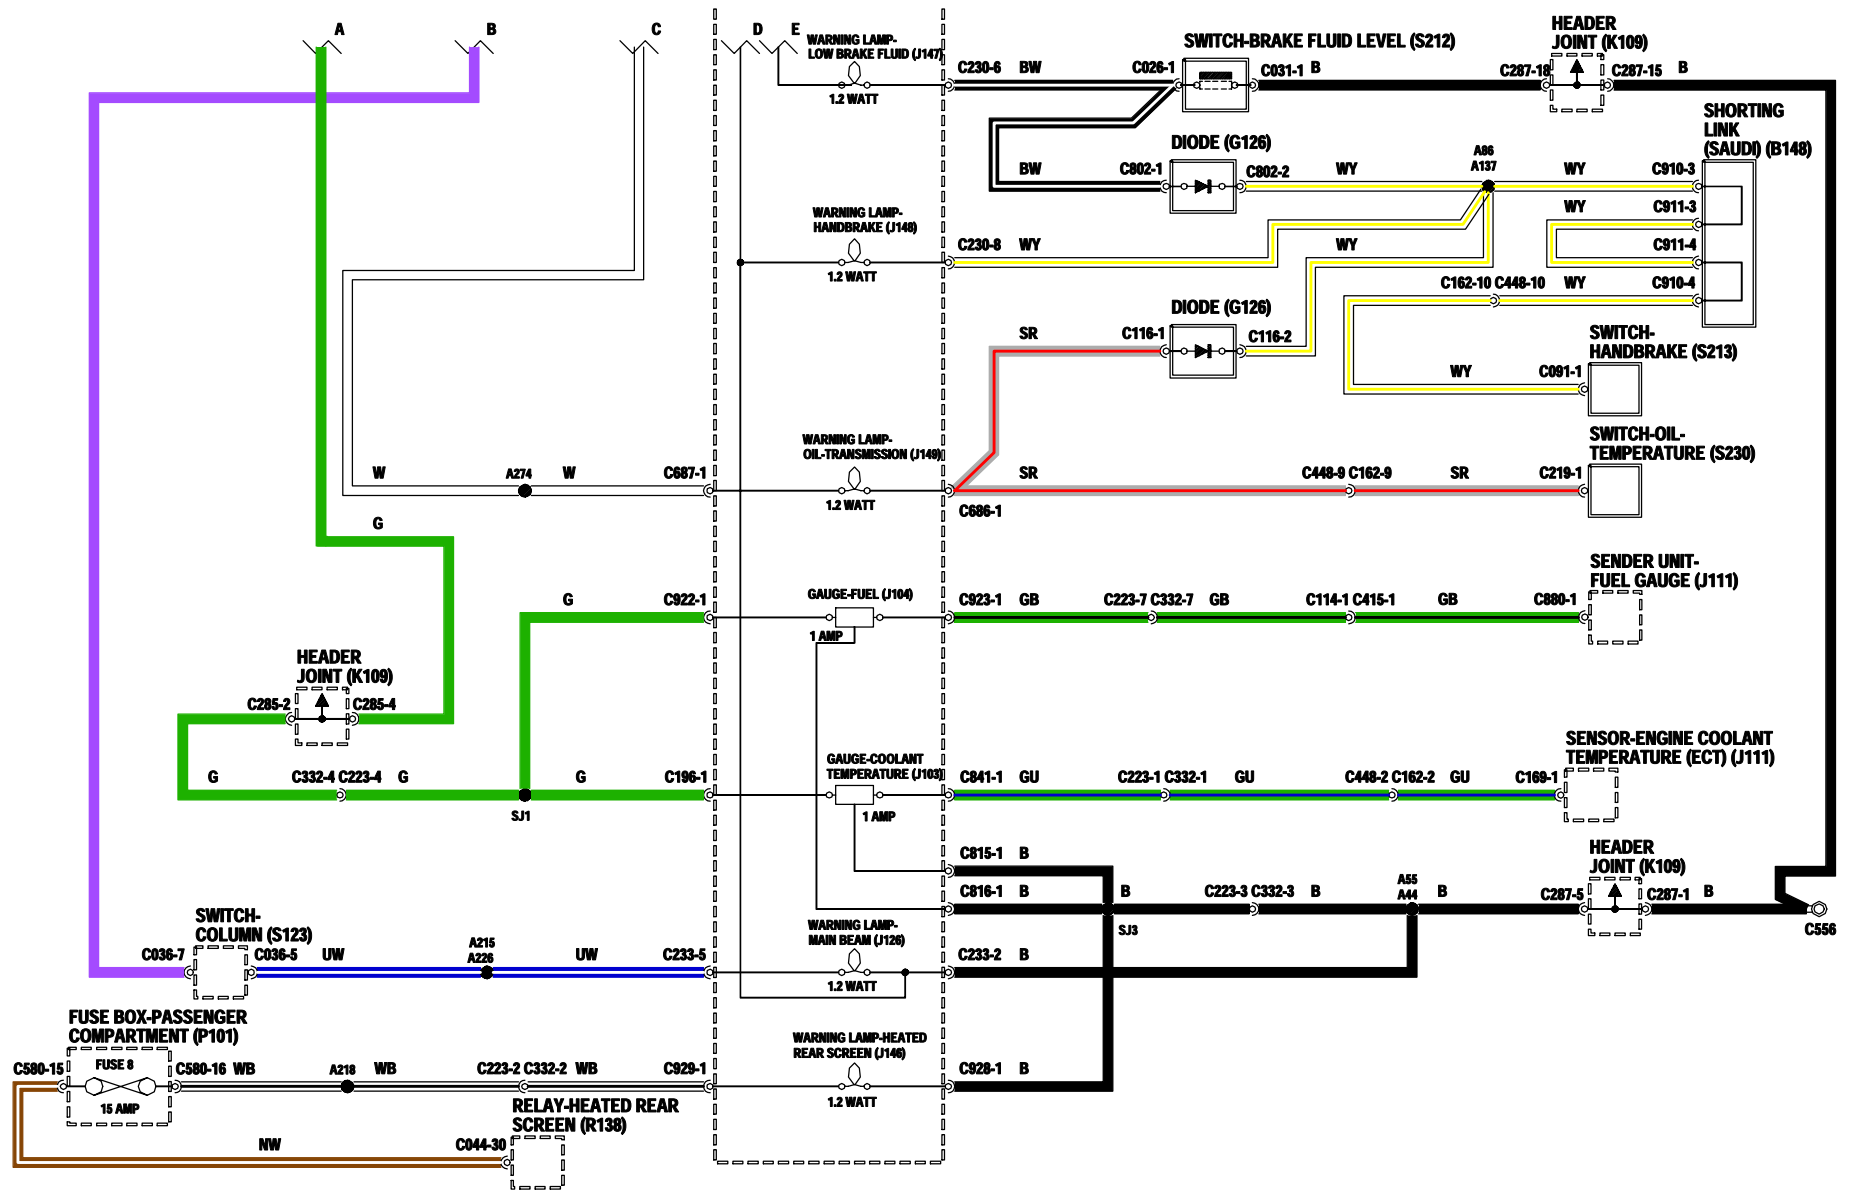 A
B
C
D
E
WARNING LAMP-
LOW BRAKE FLUID (J147)
1.2 WATT
C230-6 BW
C026-1
SWITCH-BRAKE FLUID LEVEL (S212)
C031-1 B
HEADER
JOINT (K109)
C287-18
C287-15 B
SHORTING
LINK
(SAUDI) (B148)
DIODE (G126)
BW
C802-1
C802-2
WY
A86
A137
WY
C910-3
WY
C911-3
WARNING LAMP-
HANDBRAKE (J148)
1.2 WATT
C230-8 WY
WY
C911-4
C162-10 C448-10 WY
C910-4
DIODE (G126)
SR
C116-1
C116-2
SWITCH-
HANDBRAKE (S213)
WY
C091-1
WARNING LAMP-
OIL-TRANSMISSION (J149)
1.2 WATT
W
A274
W
C687-1
C686-1
SR
C448-9 C162-9
SR
C219-1
SWITCH-OIL-
TEMPERATURE (S230)
G
G
C922-1
GAUGE-FUEL (J104)
1 AMP
C923-1 GB
C223-7 C332-7 GB
C114-1 C415-1
GB
C880-1
SENDER UNIT-
FUEL GAUGE (J111)
HEADER
JOINT (K109)
C285-2
C285-4
G
C332-4 C223-4 G
SJ1
G
C196-1
GAUGE-COOLANT
TEMPERATURE (J103)
1 AMP
C841-1 GU
C223-1 C332-1
GU
C448-2 C162-2 GU
C169-1
SENSOR-ENGINE COOLANT
TEMPERATURE (ECT) (J111)
C815-1 B
C816-1 B
B
SJ3
C223-3 C332-3 B
A55
A44
B
C287-5
HEADER
JOINT (K109)
C287-1 B
C556
SWITCH-
COLUMN (S123)
C036-7
C036-5 UW
A215
A226
UW
C233-5
WARNING LAMP-
MAIN BEAM (J126)
1.2 WATT
C233-2 B
FUSE BOX-PASSENGER
COMPARTMENT (P101)
C580-15
FUSE 8
15 AMP
C580-16 WB
A218
WB
C223-2 C332-2 WB
C929-1
WARNING LAMP-HEATED
REAR SCREEN (J146)
1.2 WATT
C928-1 B
RELAY-HEATED REAR
SCREEN (R138)
NW
C044-30